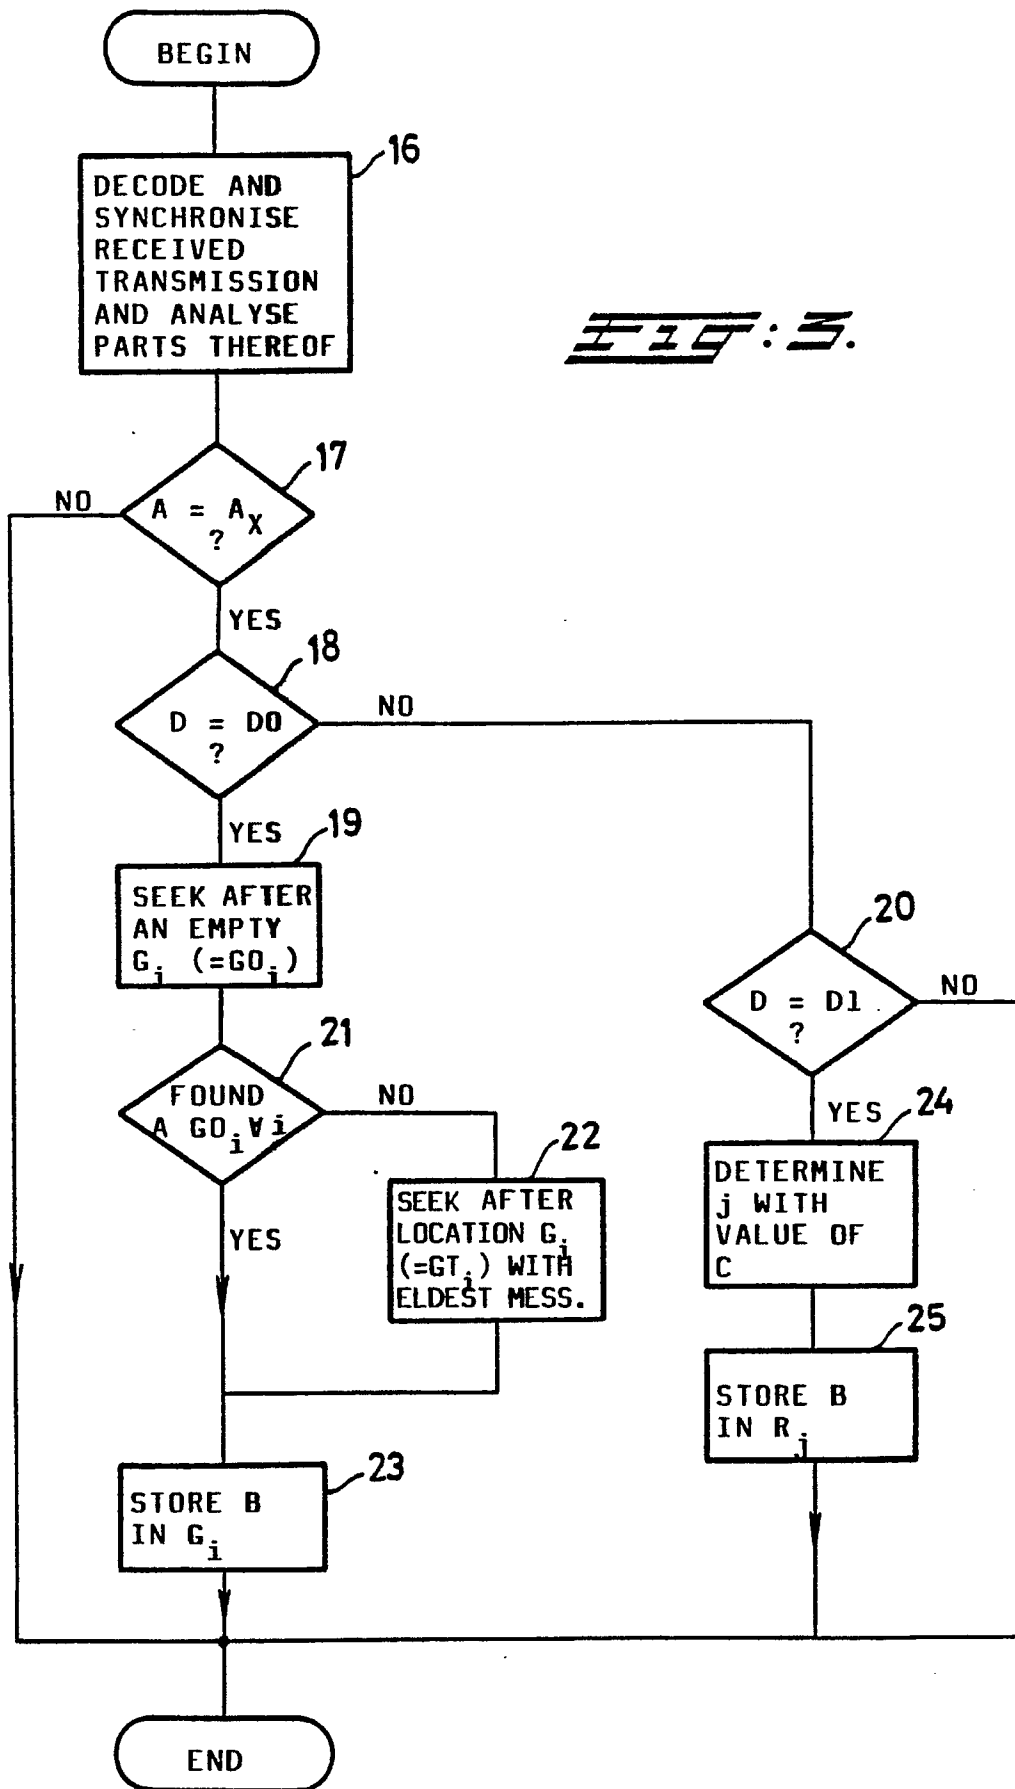 BEGIN
16
DECODE AND
SYNCHRONISE
RECEIVED
TRANSMISSION
AND ANALYSE
PARTS THEREOF
Fig: 3.
17
NO
A = Aₓ
?
YES
18
D = D0
?
NO
YES
19
SEEK AFTER
AN EMPTY
Gᵢ (=G0ᵢ)
20
D = D1
?
NO
21
FOUND
A G0ᵢ∀i
NO
YES
YES
24
DETERMINE
j WITH
VALUE OF
C
22
SEEK AFTER
LOCATION Gᵢ
(=GTᵢ) WITH
ELDEST MESS.
25
STORE B
IN Rⱼ
23
STORE B
IN Gᵢ
END